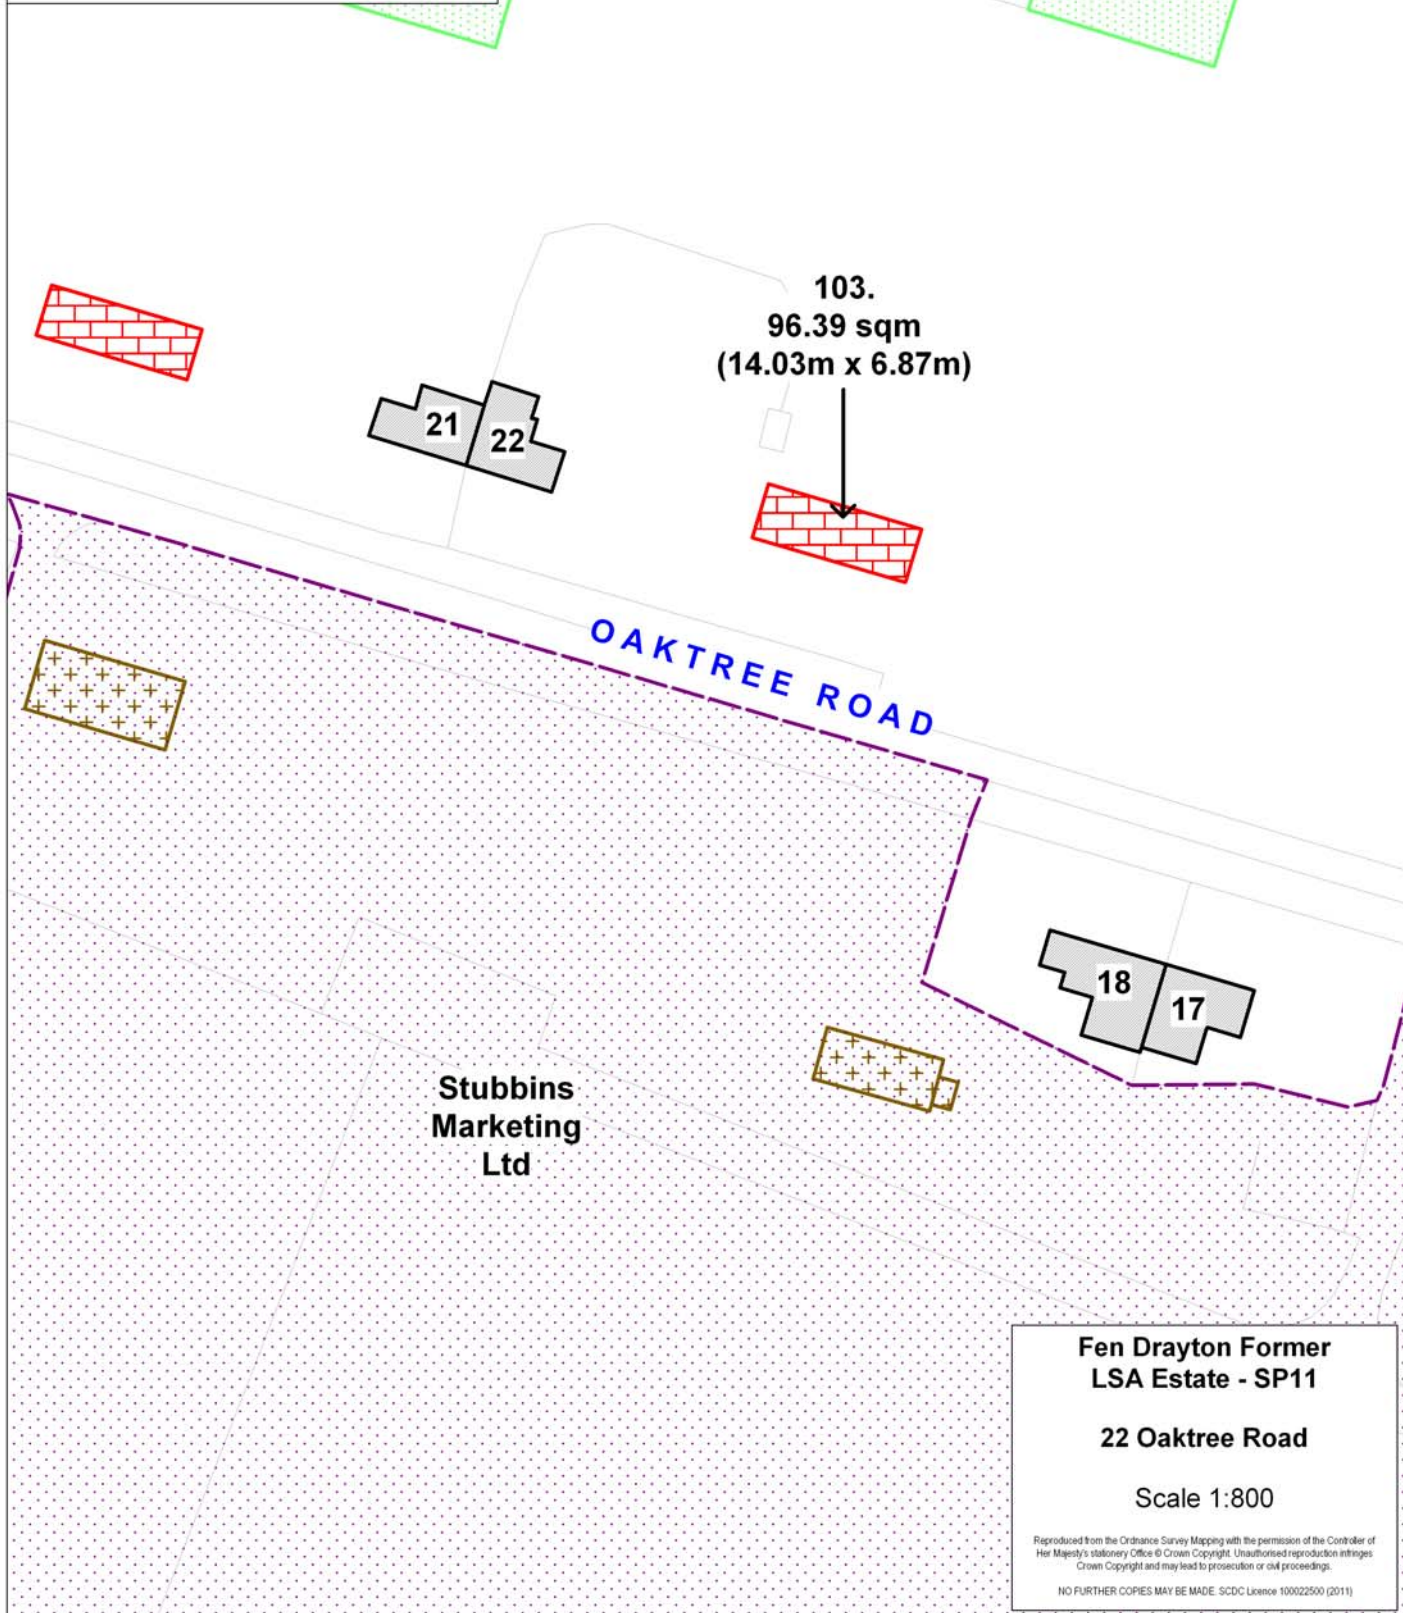 103.
96.39 sqm
(14.03m x 6.87m)
21
22
OAKTREE ROAD
18
17
Stubbins
Marketing
Ltd
Fen Drayton Former
LSA Estate - SP11
22 Oaktree Road
Scale 1:800
Reproduced from the Ordnance Survey Mapping with the permission of the Controller of
Her Majesty's stationery Office © Crown Copyright. Unauthorised reproduction infringes
Crown Copyright and may lead to prosecution or civil proceedings.
NO FURTHER COPIES MAY BE MADE. SCDC Licence 100022500 (2011)